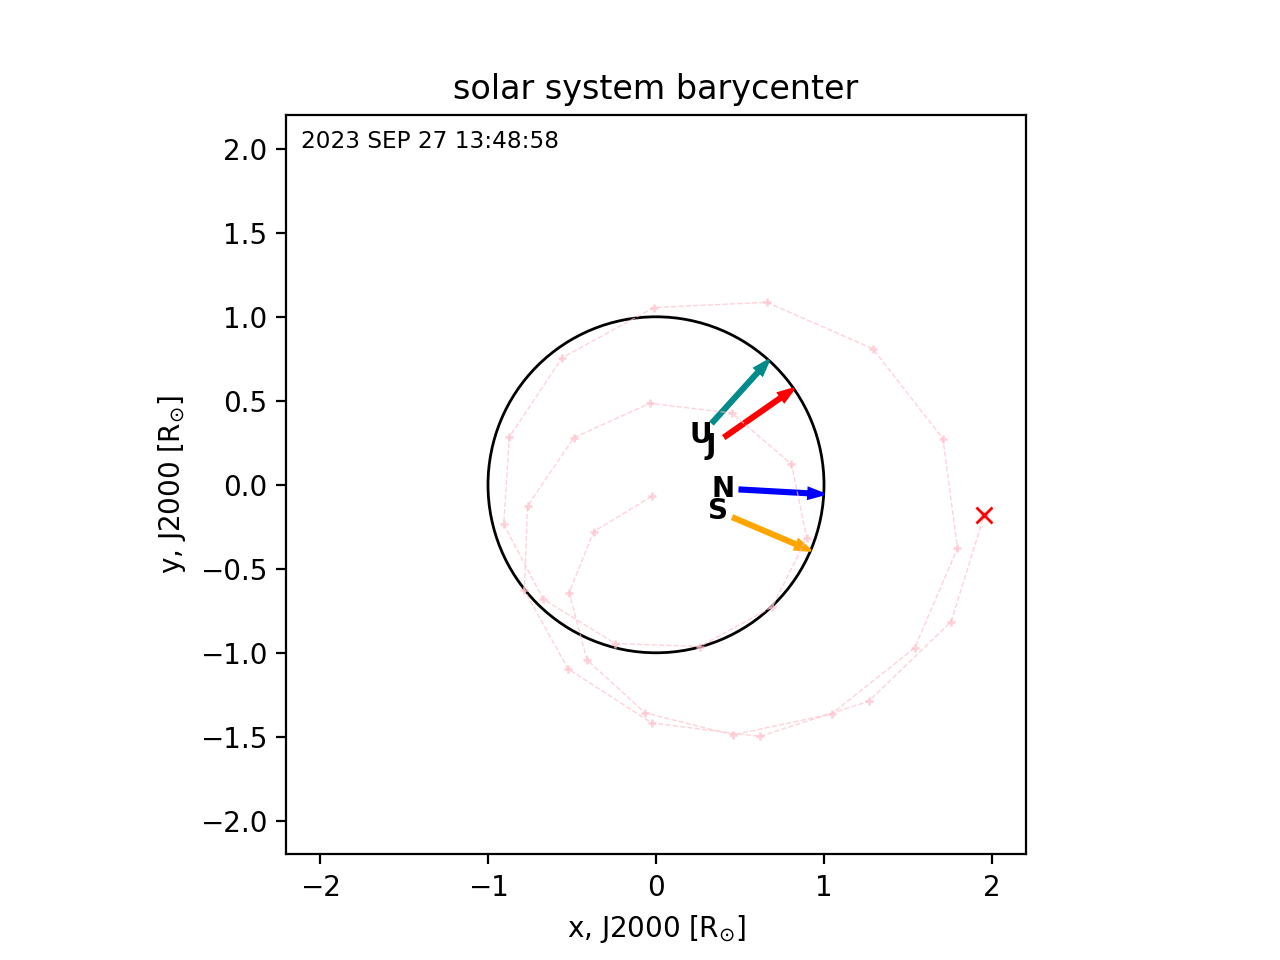 solar system barycenter
2023 SEP 27 13:48:58
2.0
1.5
1.0
0.5
0.0
−0.5
−1.0
−1.5
−2.0
y, J2000 [R☉]
U
J
N
S
−2 −1 0 1 2
x, J2000 [R☉]